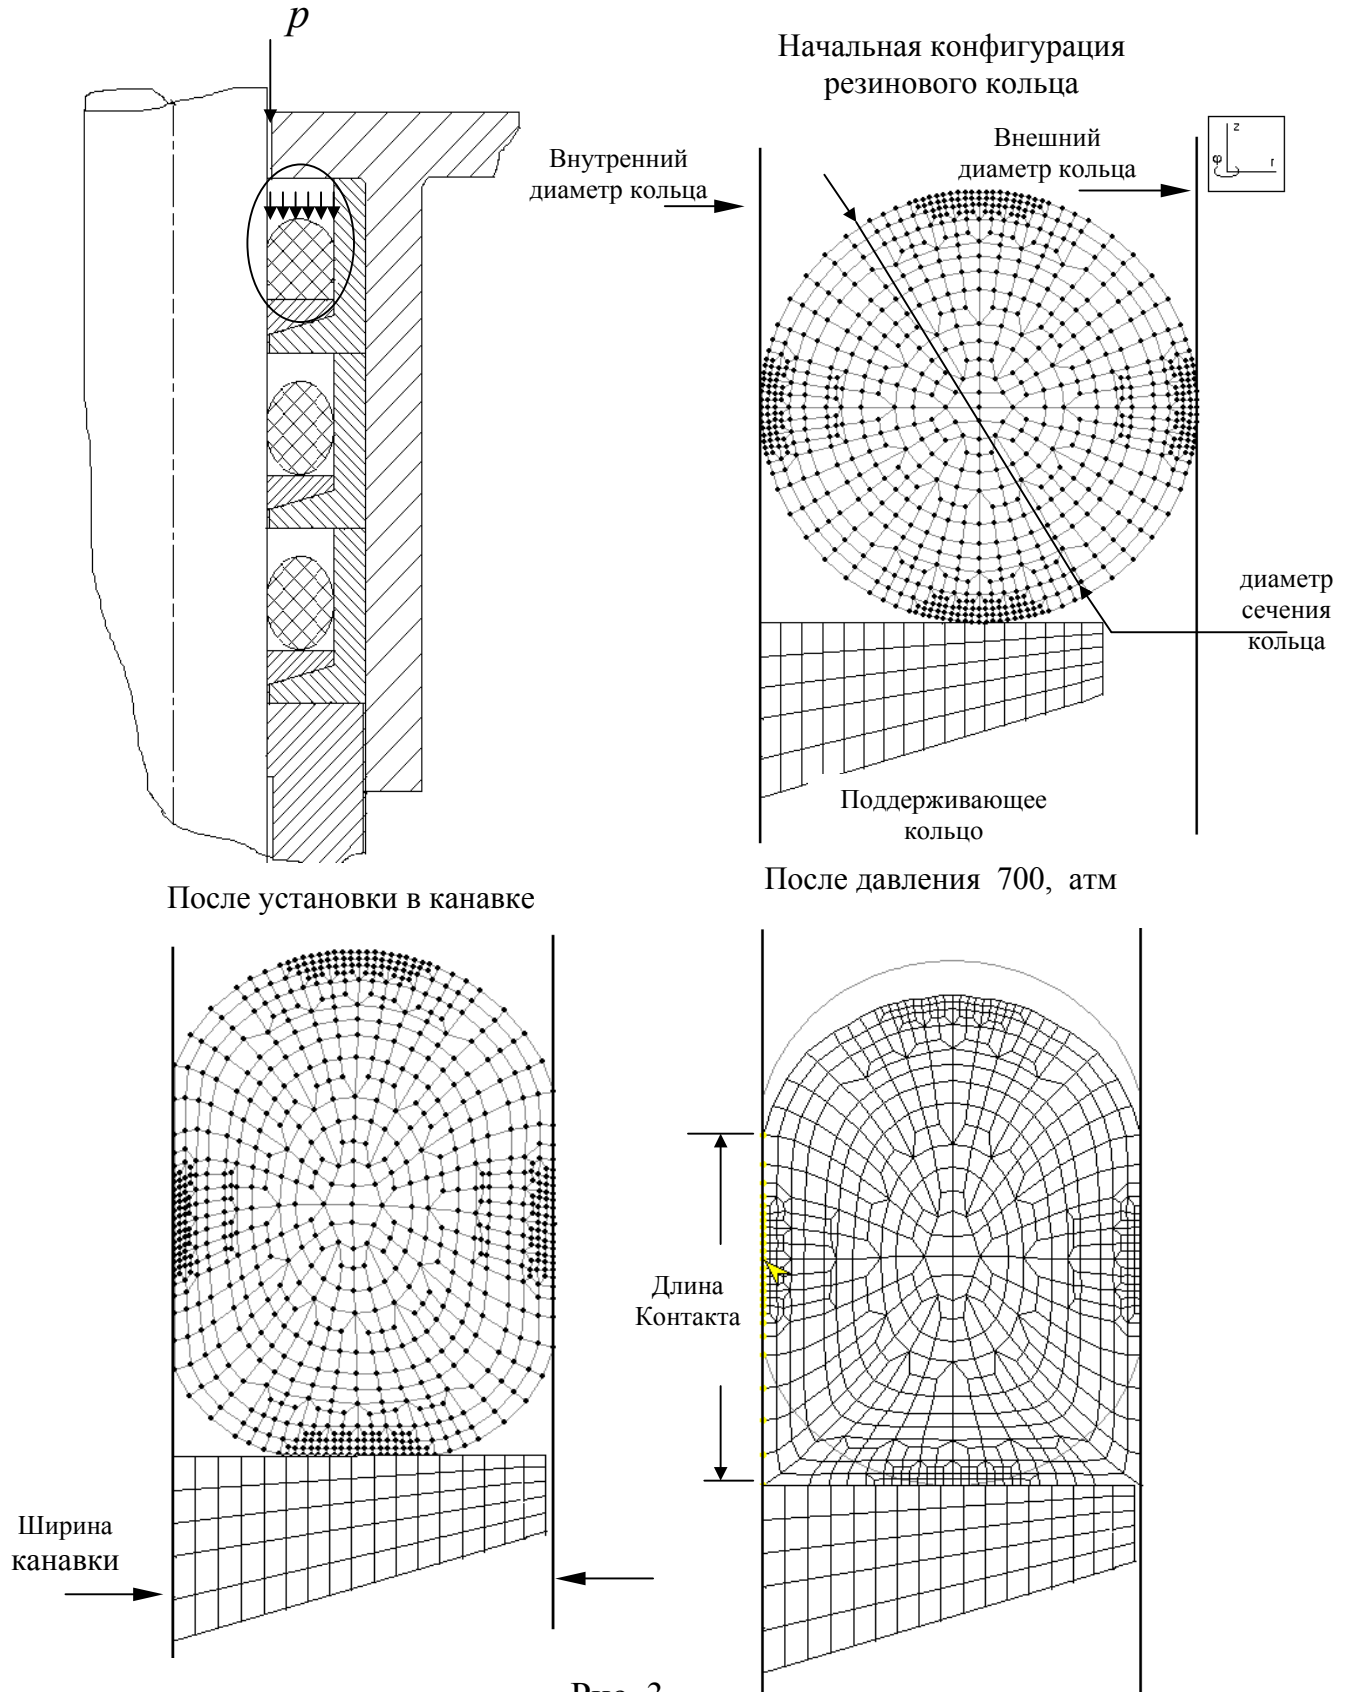 p
Начальная конфигурация
резинового кольца
Внутренний
диаметр кольца
Внешний
диаметр кольца
z
φ
r
диаметр
сечения
кольца
Поддерживающее
кольцо
После установки в канавке
После давления 700, атм
Длина
Контакта
Ширина
канавки